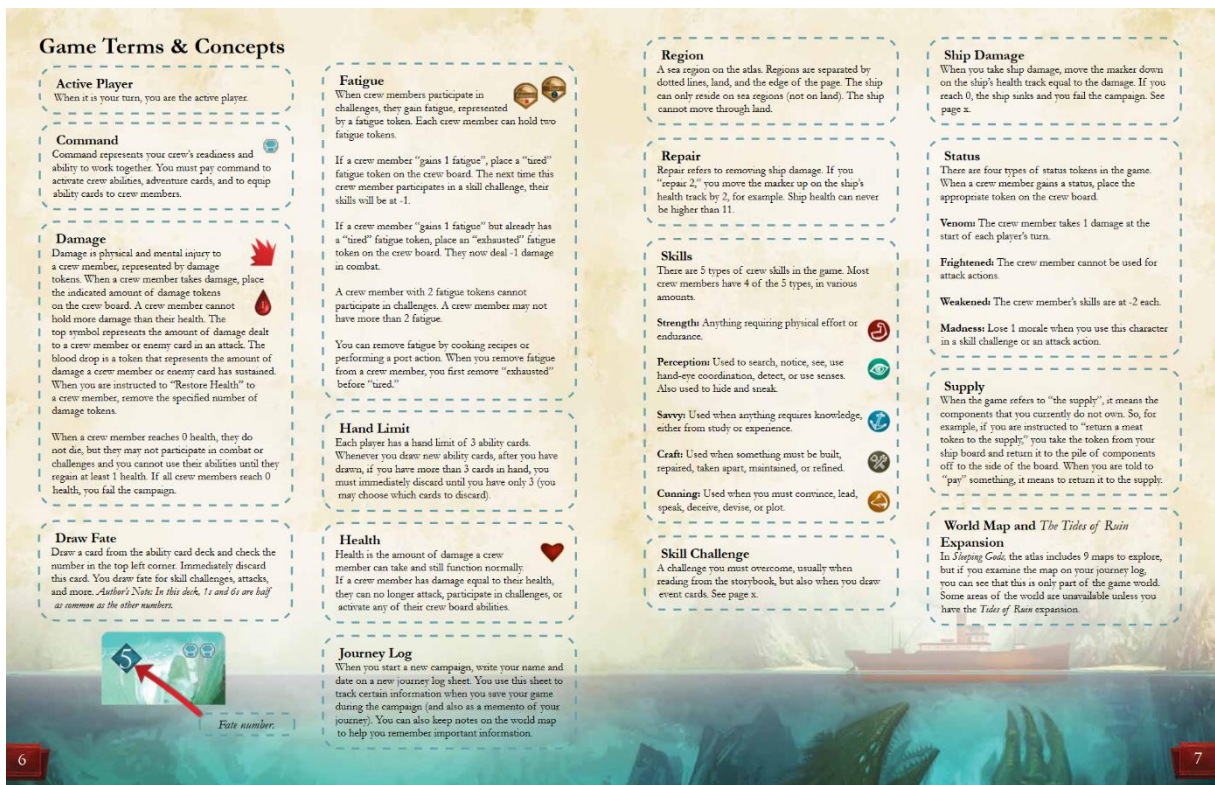 Game Terms & Concepts
Active Player
When it is your turn, you are the active player.
Command
Command represents your crew's readiness and
ability to work together. You must pay command to
activate crew abilities, adventure cards, and to equip
ability cards to crew members.
Damage
Damage is physical and mental injury to
a crew member, represented by damage
tokens. When a crew member takes damage, place
the indicated amount of damage tokens
on the crew board. A crew member cannot
hold more damage than their health. The
top symbol represents the amount of damage dealt
to a crew member or enemy card in an attack. The
blood drop is a token that represents the amount of
damage a crew member or enemy card has sustained.
When you are instructed to "Restore Health" to
a crew member, remove the specified number of
damage tokens.
When a crew member reaches 0 health, they do
not die, but they may not participate in combat or
challenges and you cannot use their abilities until they
regain at least 1 health. If all crew members reach 0
health, you fail the campaign.
Draw Fate
Draw a card from the ability card deck and check the
number in the top left corner. Immediately discard
this card. You draw fate for skill challenges, attacks,
and more. Author's Note: In this deck, 1s and 6s are half
as common as the other numbers.
5
Fate number.
6
Fatigue
When crew members participate in
challenges, they gain fatigue, represented
by a fatigue token. Each crew member can hold two
fatigue tokens.
If a crew member "gains 1 fatigue", place a "tired"
fatigue token on the crew board. The next time this
crew member participates in a skill challenge, their
skills will be at -1.
If a crew member "gains 1 fatigue" but already has
a "tired" fatigue token, place an "exhausted" fatigue
token on the crew board. They now deal -1 damage
in combat.
A crew member with 2 fatigue tokens cannot
participate in challenges. A crew member may not
have more than 2 fatigue.
You can remove fatigue by cooking recipes or
performing a port action. When you remove fatigue
from a crew member, you first remove "exhausted"
before "tired."
Hand Limit
Each player has a hand limit of 3 ability cards.
Whenever you draw new ability cards, after you have
drawn, if you have more than 3 cards in hand, you
must immediately discard until you have only 3 (you
may choose which cards to discard).
Health
Health is the amount of damage a crew
member can take and still function normally.
If a crew member has damage equal to their health,
they can no longer attack, participate in challenges, or
activate any of their crew board abilities.
Journey Log
When you start a new campaign, write your name and
date on a new journey log sheet. You use this sheet to
track certain information when you save your game
during the campaign (and also as a memento of your
journey). You can also keep notes on the world map
to help you remember important information.
Region
A sea region on the atlas. Regions are separated by
dotted lines, land, and the edge of the page. The ship
can only reside on sea regions (not on land). The ship
cannot move through land.
Repair
Repair refers to removing ship damage. If you
"repair 2," you move the marker up on the ship's
health track by 2, for example. Ship health can never
be higher than 11.
Skills
There are 5 types of crew skills in the game. Most
crew members have 4 of the 5 types, in various
amounts.
Strength: Anything requiring physical effort or
endurance.
Perception: Used to search, notice, see, use
hand-eye coordination, detect, or use senses.
Also used to hide and sneak.
Savvy: Used when anything requires knowledge,
either from study or experience.
Craft: Used when something must be built,
repaired, taken apart, maintained, or refined.
Cunning: Used when you must convince, lead,
speak, deceive, devise, or plot.
Skill Challenge
A challenge you must overcome, usually when
reading from the storybook, but also when you draw
event cards. See page x.
Ship Damage
When you take ship damage, move the marker down
on the ship's health track equal to the damage. If you
reach 0, the ship sinks and you fail the campaign. See
page x.
Status
There are four types of status tokens in the game.
When a crew member gains a status, place the
appropriate token on the crew board.
Venom: The crew member takes 1 damage at the
start of each player's turn.
Frightened: The crew member cannot be used for
attack actions.
Weakened: The crew member's skills are at -2 each.
Madness: Lose 1 morale when you use this character
in a skill challenge or an attack action.
Supply
When the game refers to "the supply", it means the
components that you currently do not own. So, for
example, if you are instructed to "return a meat
token to the supply," you take the token from your
ship board and return it to the pile of components
off to the side of the board. When you are told to
"pay" something, it means to return it to the supply.
World Map and The Tides of Ruin
Expansion
In Sleeping Gods, the atlas includes 9 maps to explore,
but if you examine the map on your journey log,
you can see that this is only part of the game world.
Some areas of the world are unavailable unless you
have the Tides of Ruin expansion.
7